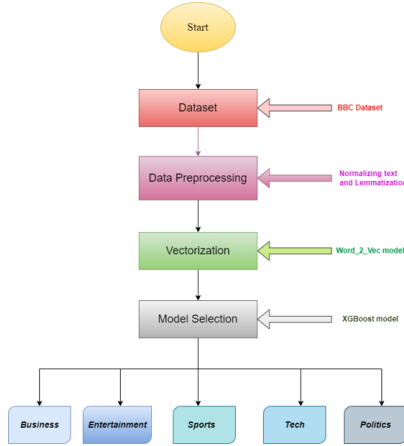 Start
Dataset
BBC Dataset
Data Preprocessing
Normalizing text
and Lemmatization
Vectorization
Word_2_Vec model
Model Selection
XGBoost model
Business
Entertainment
Sports
Tech
Politics